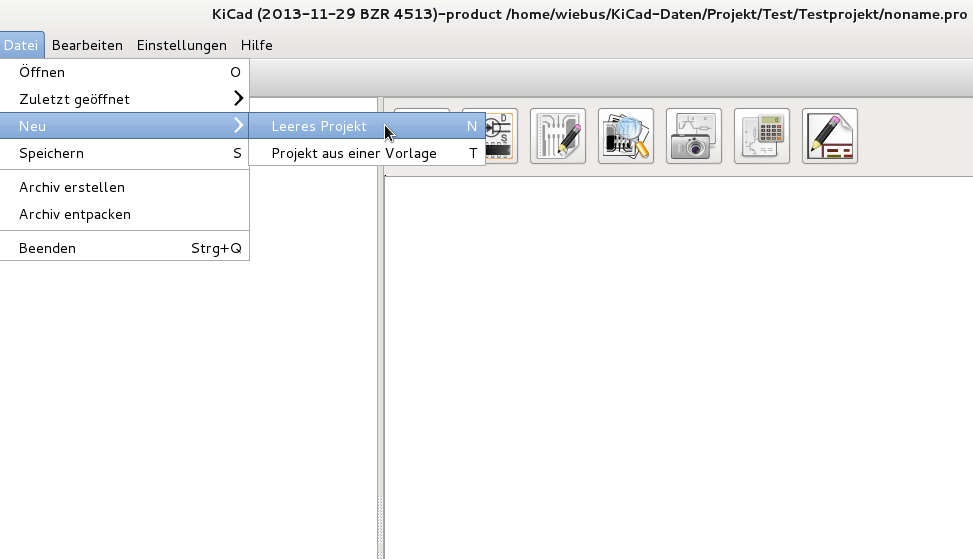 KiCad (2013-11-29 BZR 4513)-product /home/wiebus/KiCad-Daten/Projekt/Test/Testprojekt/noname.pro
Datei Bearbeiten Einstellungen Hilfe
Öffnen O
Zuletzt geöffnet
Neu
Leeres Projekt N
Speichern S
Projekt aus einer Vorlage T
Archiv erstellen
Archiv entpacken
Beenden Strg+Q